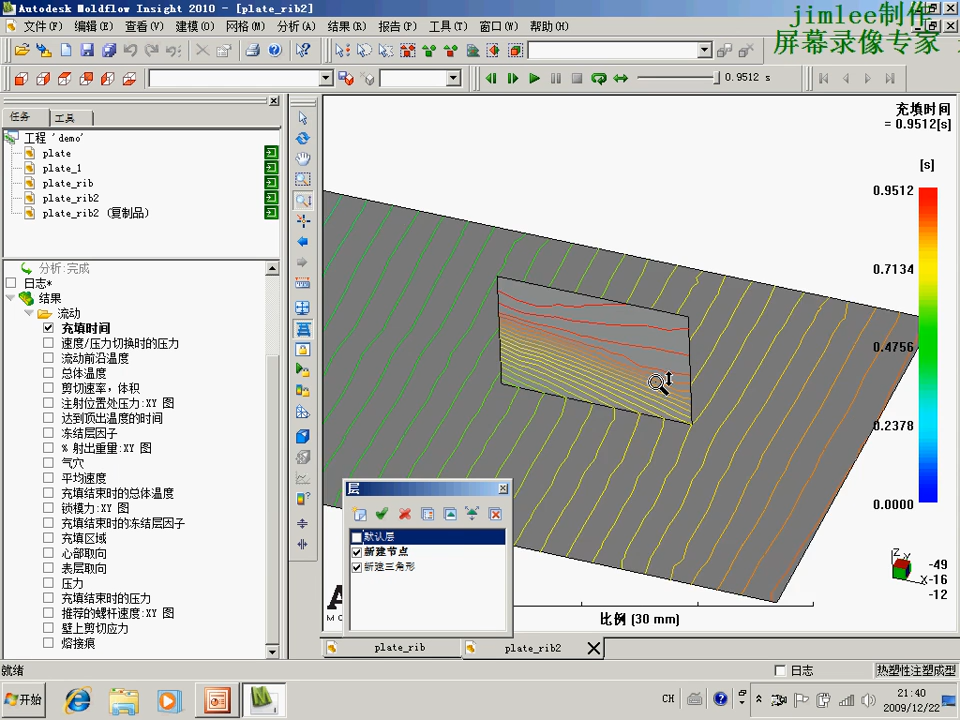 Autodesk Moldflow Insight 2010 - [plate_rib2]
jimlee制作
屏幕录像专家
文件(F) 编辑(E) 查看(V) 建模(O) 网格(M) 分析(A) 结果(R) 报告(P) 工具(T) 窗口(W) 帮助(H)
0.9512 s
任务 工具
工程 'demo'
plate
plate_1
plate_rib
plate_rib2
plate_rib2 (复制品)
分析:完成
日志*
结果
流动
充填时间
速度/压力切换时的压力
流动前沿温度
总体温度
剪切速率, 体积
注射位置处压力:XY 图
达到顶出温度的时间
冻结层因子
% 射出重量:XY 图
气穴
平均速度
充填结束时的总体温度
锁模力:XY 图
充填结束时的冻结层因子
充填区域
心部取向
表层取向
压力
充填结束时的压力
推荐的螺杆速度:XY 图
壁上剪切应力
熔接痕
充填时间
= 0.9512[s]
[s]
0.9512
0.7134
0.4756
0.2378
0.0000
层
默认层
新建节点
新建三角形
Z
Y
X
-49
-16
-12
比例 (30 mm)
plate_rib
plate_rib2
就绪
日志
热塑性注塑成型
开始
CH
21:40
2009/12/22